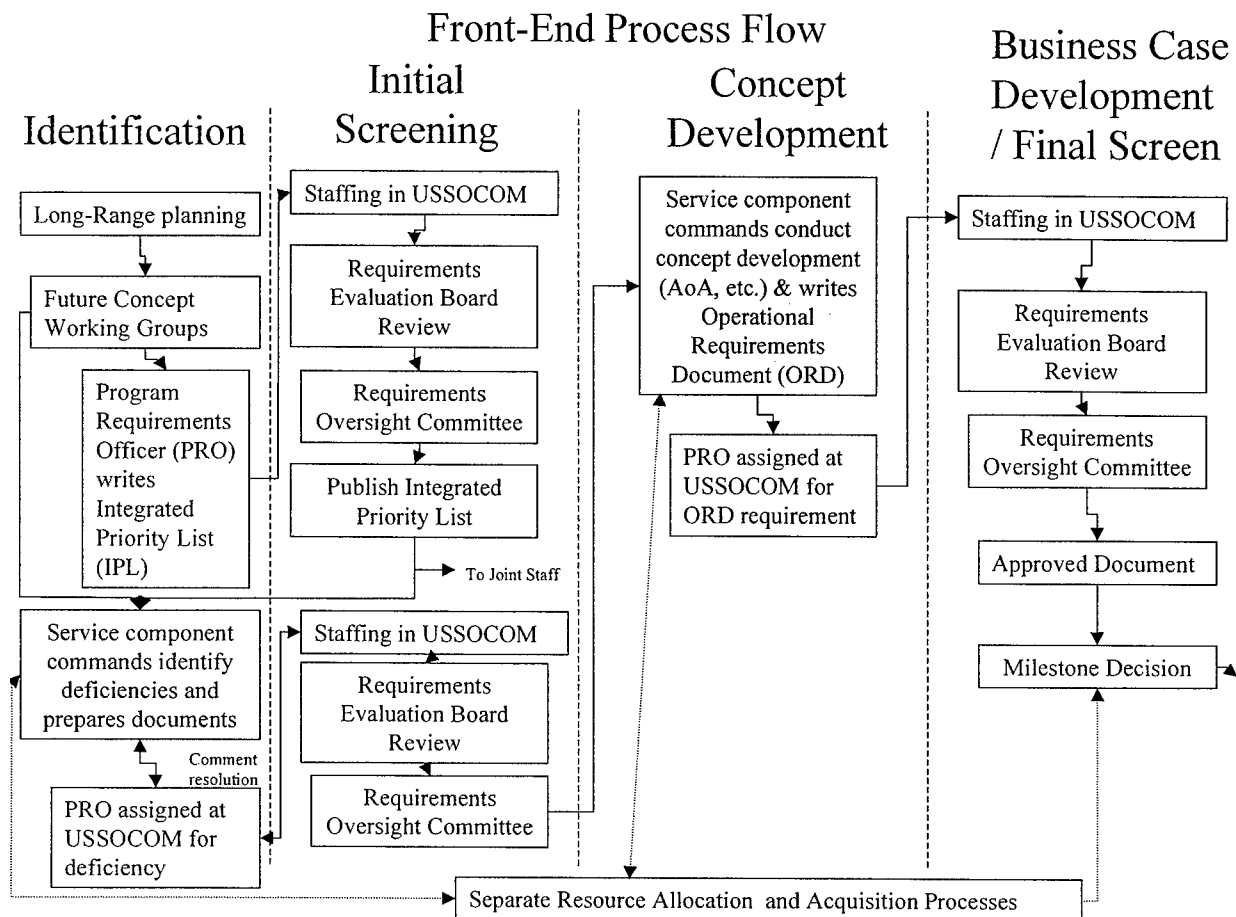 Front-End Process Flow
Identification
Initial
Screening
Concept
Development
Business Case
Development
/ Final Screen
Long-Range planning
Future Concept
Working Groups
Program
Requirements
Officer (PRO)
writes
Integrated
Priority List
(IPL)
Service component
commands identify
deficiencies and
prepares documents
Comment
resolution
PRO assigned at
USSOCOM for
deficiency
Staffing in USSOCOM
Requirements
Evaluation Board
Review
Requirements
Oversight Committee
Publish Integrated
Priority List
To Joint Staff
Staffing in USSOCOM
Requirements
Evaluation Board
Review
Requirements
Oversight Committee
Service component
commands conduct
concept development
(AoA, etc.) & writes
Operational
Requirements
Document (ORD)
PRO assigned at
USSOCOM for
ORD requirement
Staffing in USSOCOM
Requirements
Evaluation Board
Review
Requirements
Oversight Committee
Approved Document
Milestone Decision
Separate Resource Allocation and Acquisition Processes